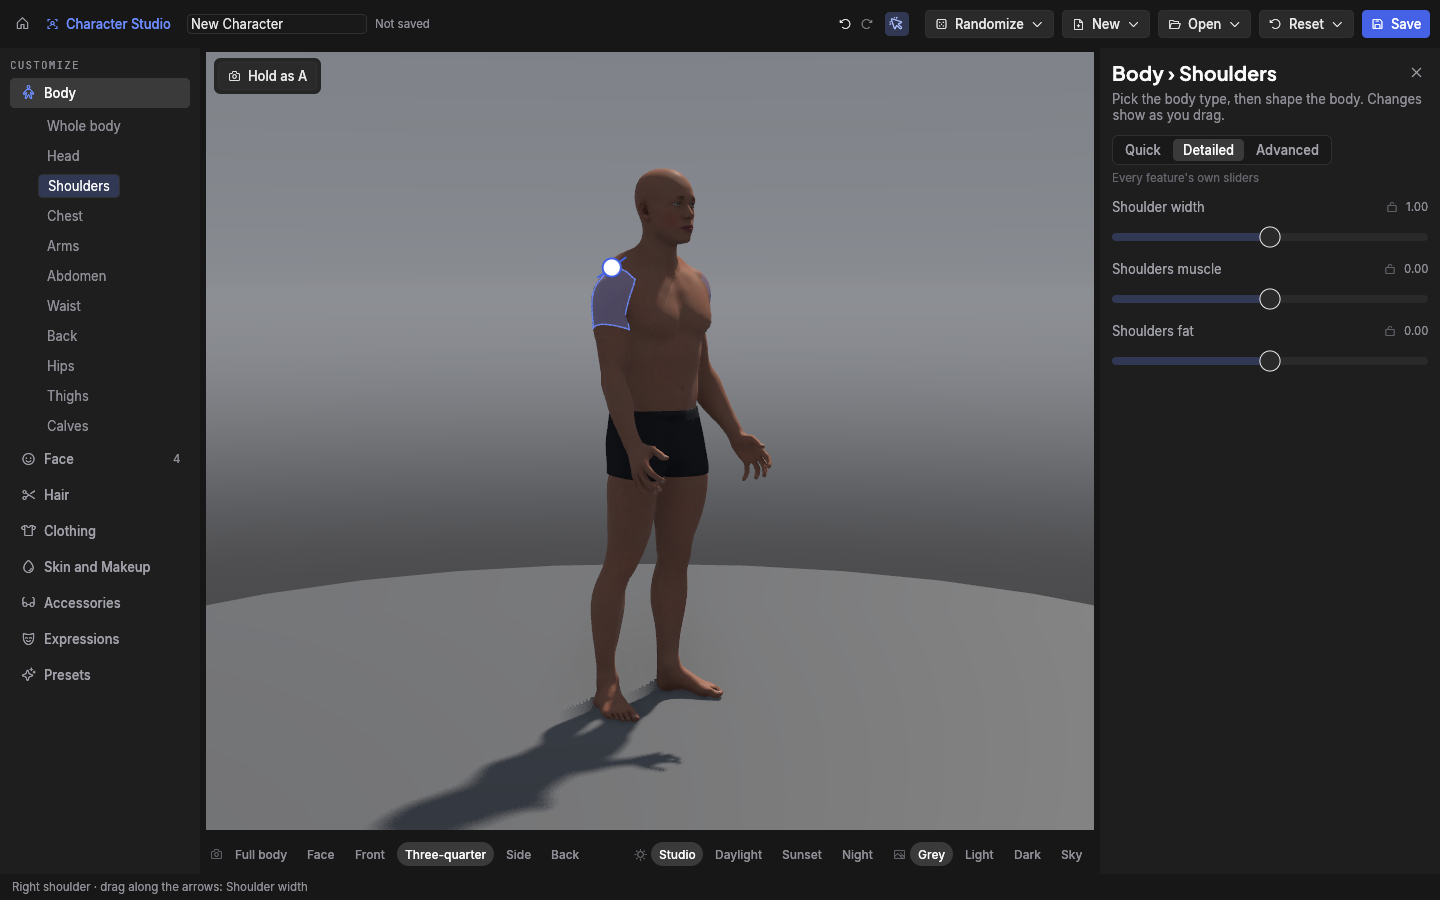 Character Studio
New Character
Not saved
Randomize
New
Open
Reset
Save
CUSTOMIZE
Body
Whole body
Head
Shoulders
Chest
Arms
Abdomen
Waist
Back
Hips
Thighs
Calves
Face
4
Hair
Clothing
Skin and Makeup
Accessories
Expressions
Presets
Hold as A
Body › Shoulders
Pick the body type, then shape the body. Changes
show as you drag.
Quick
Detailed
Advanced
Every feature's own sliders
Shoulder width
1.00
Shoulders muscle
0.00
Shoulders fat
0.00
Full body
Face
Front
Three-quarter
Side
Back
Studio
Daylight
Sunset
Night
Grey
Light
Dark
Sky
Right shoulder · drag along the arrows: Shoulder width